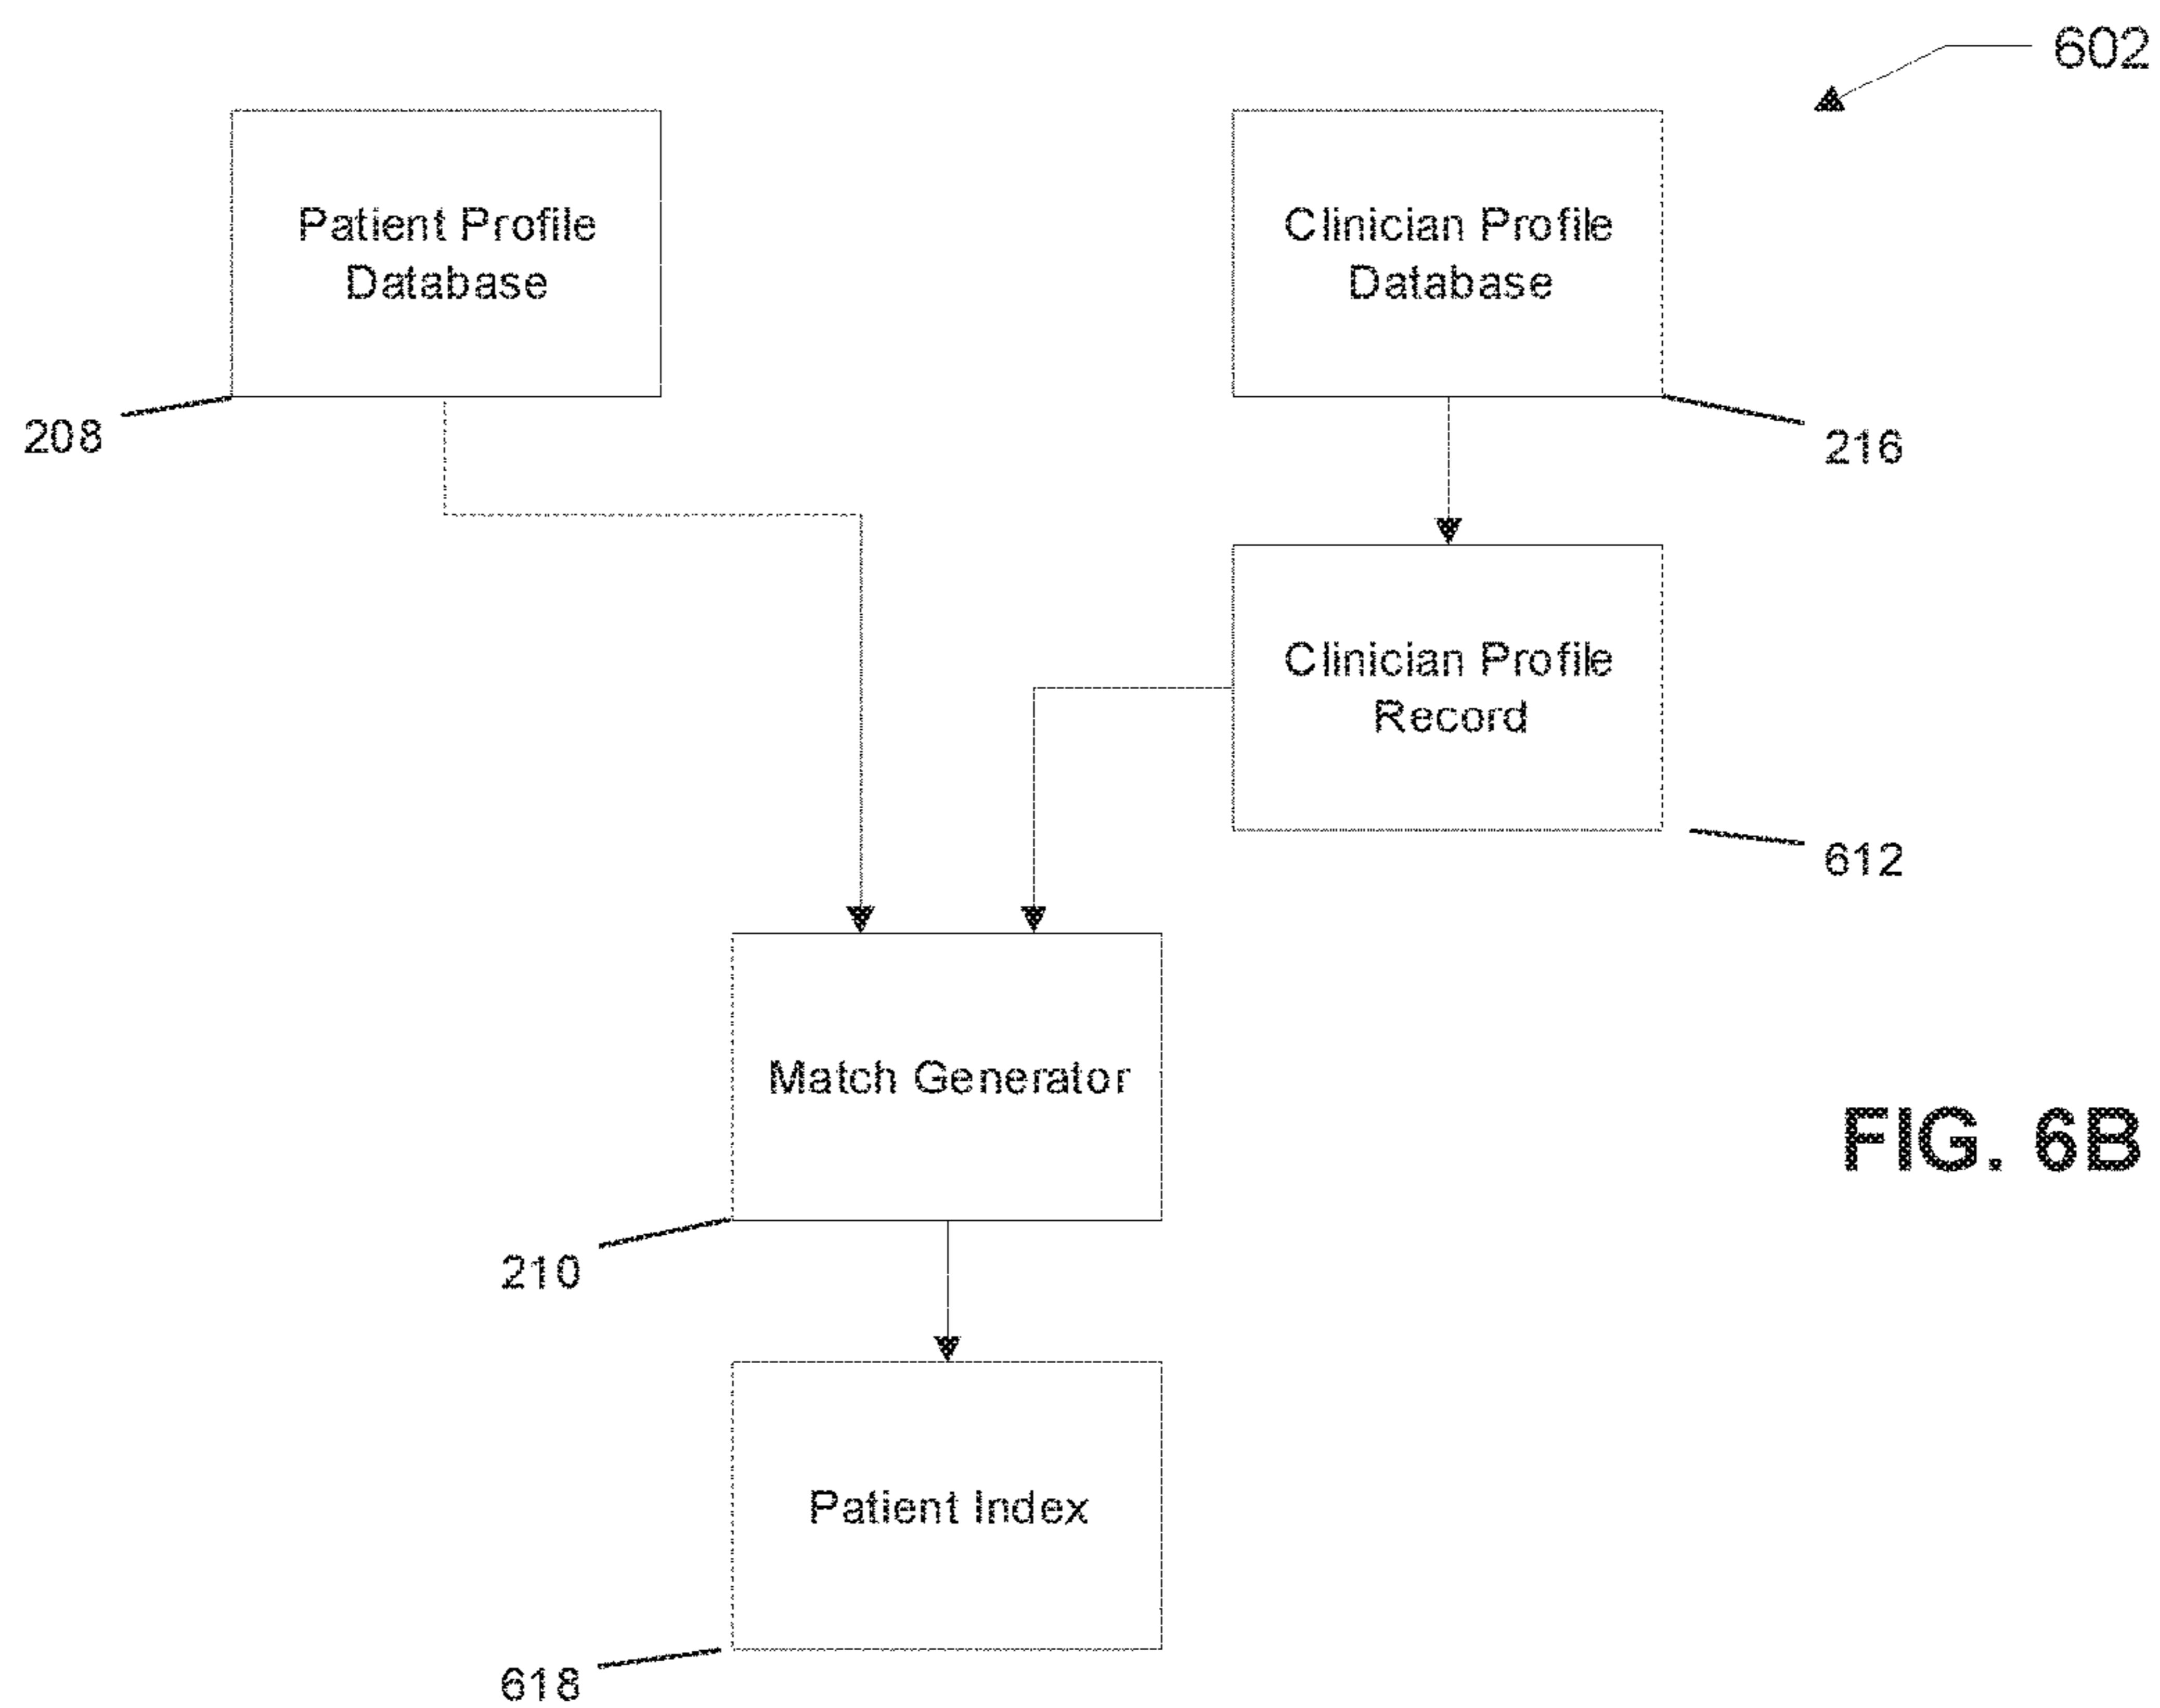 602
Patient Profile
Database
Clinician Profile
Database
208
216
Clinician Profile
Record
612
Match Generator
FIG. 6B
210
Patient Index
618